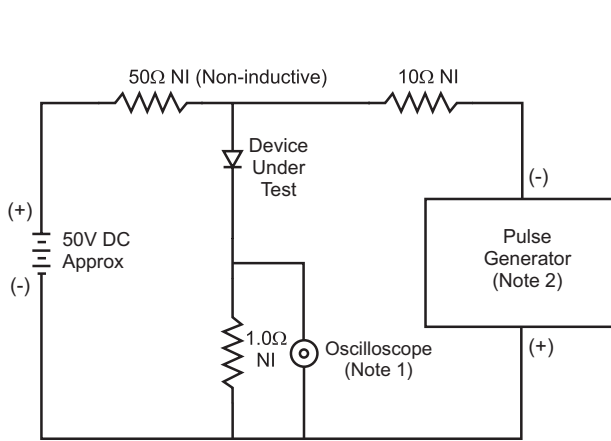 50Ω NI (Non-inductive)
10Ω NI
Device
Under
Test
(-)
(+)
50V DC
Approx
(-)
Pulse
Generator
(Note 2)
1.0Ω
NI
Oscilloscope
(Note 1)
(+)